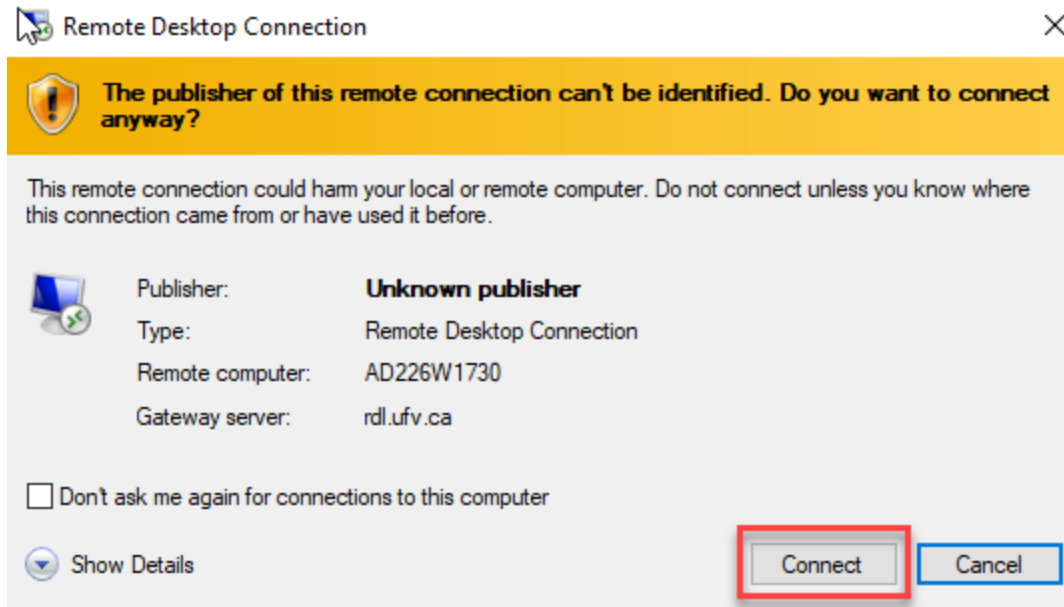 Remote Desktop Connection
The publisher of this remote connection can't be identified. Do you want to connect
anyway?
This remote connection could harm your local or remote computer. Do not connect unless you know where
this connection came from or have used it before.
Publisher: Unknown publisher
Type: Remote Desktop Connection
Remote computer: AD226W1730
Gateway server: rdl.ufv.ca
Don't ask me again for connections to this computer
Show Details Connect Cancel